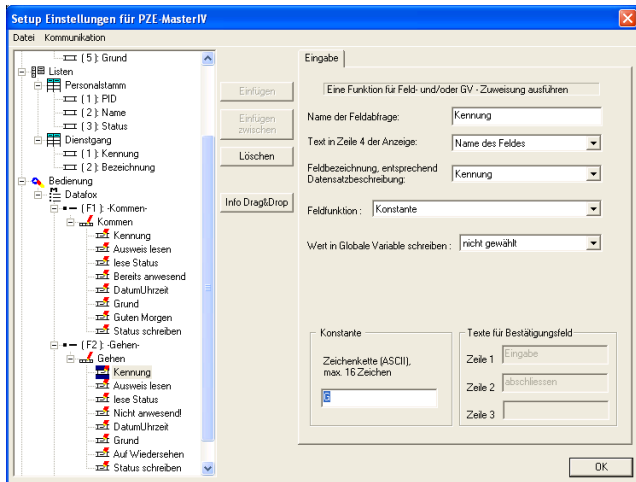 Setup Einstellungen für PZE-MasterIV
Datei Kommunikation
( 5 ): Grund
Listen
Personalstamm
( 1 ): PID
( 2 ): Name
( 3 ): Status
Dienstgang
( 1 ): Kennung
( 2 ): Bezeichnung
Bedienung
Datafox
( F1 ): -Kommen-
Kommen
Kennung
Ausweis lesen
lese Status
Bereits anwesend
DatumUhrzeit
Grund
Guten Morgen
Status schreiben
( F2 ): -Gehen-
Gehen
Kennung
Ausweis lesen
lese Status
Nicht anwesend!
DatumUhrzeit
Grund
Auf Wiedersehen
Status schreiben
Einfügen
Einfügen
zwischen
Löschen
Info Drag&Drop
Eingabe
Eine Funktion für Feld- und/oder GV - Zuweisung ausführen
Name der Feldabfrage: Kennung
Text in Zeile 4 der Anzeige: Name des Feldes
Feldbezeichnung, entsprechend
Datensatzbeschreibung: Kennung
Feldfunktion : Konstante
Wert in Globale Variable schreiben : nicht gewählt
Konstante
Zeichenkette (ASCII),
max. 16 Zeichen
G
Texte für Bestätigungsfeld
Zeile 1 Eingabe
Zeile 2 abschliessen
Zeile 3
OK